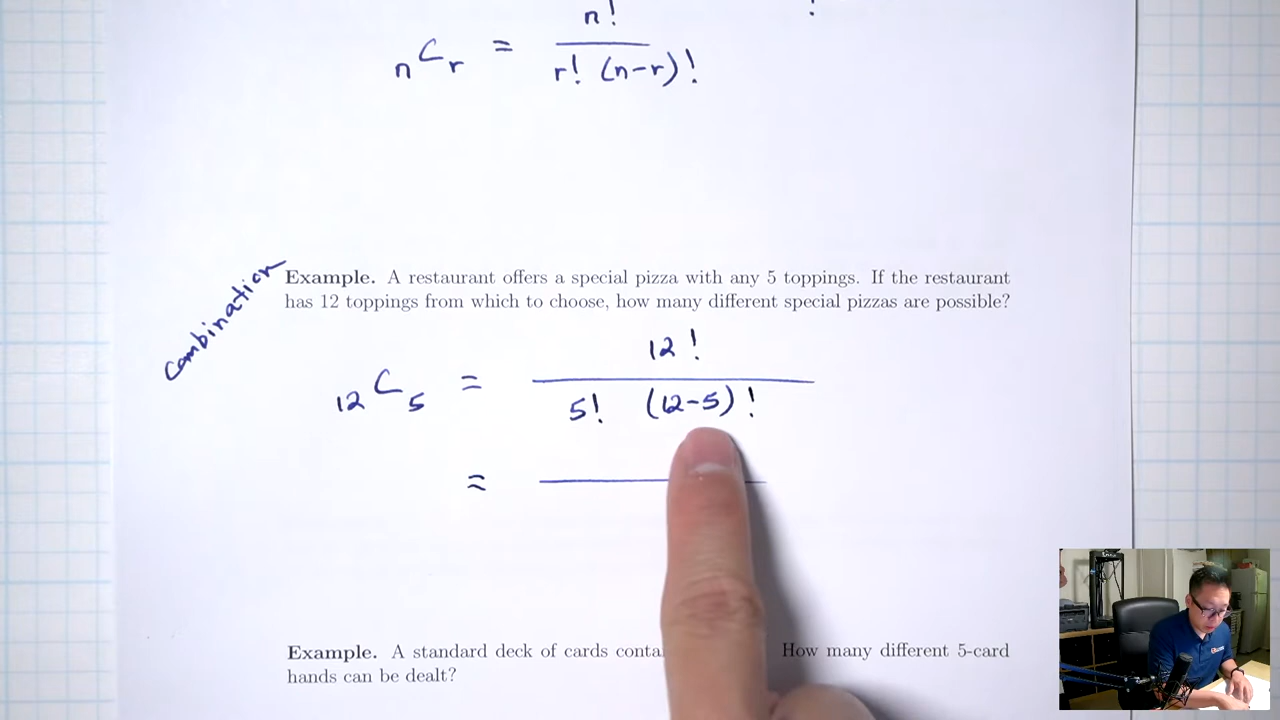 n!
nCr =
r! (n-r)!
combination
Example. A restaurant offers a special pizza with any 5 toppings. If the restaurant
has 12 toppings from which to choose, how many different special pizzas are possible?
12!
12C5 =
5! (12-5)!
=
Example. A standard deck of cards How many different 5-card
hands can be dealt?